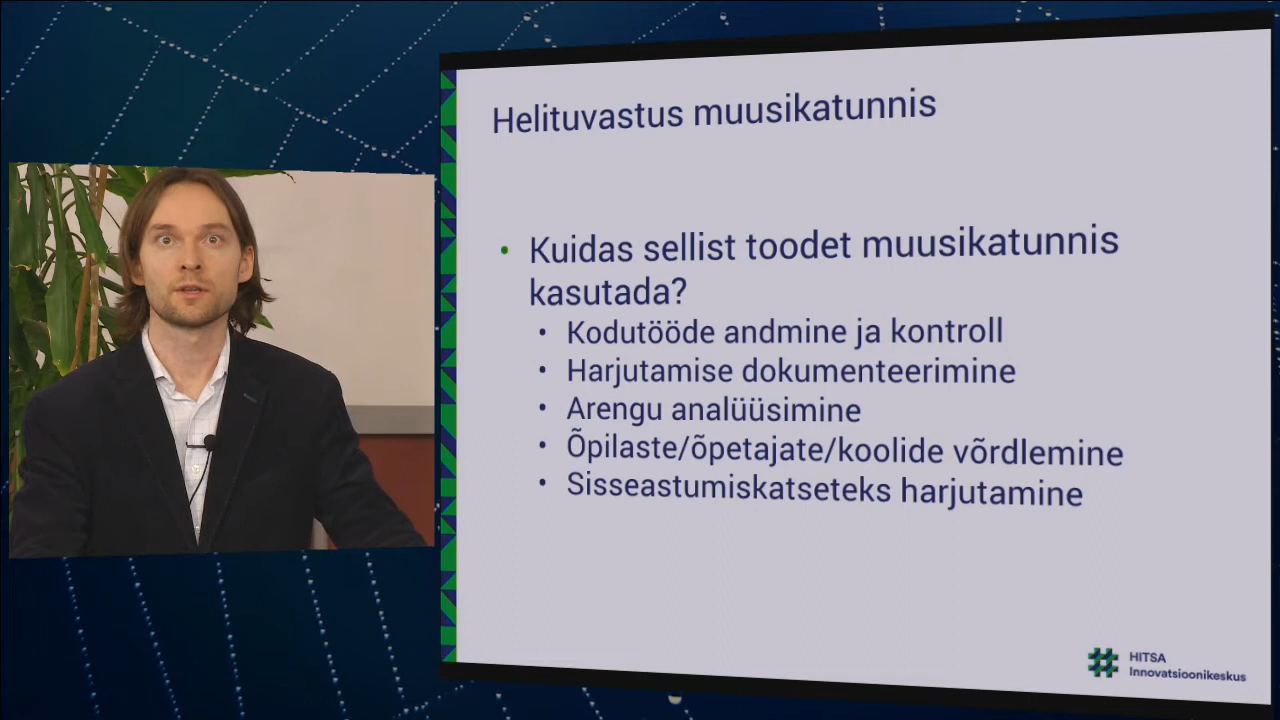 Helituvastus muusikatunnis
• Kuidas sellist toodet muusikatunnis
kasutada?
• Kodutööde andmine ja kontroll
• Harjutamise dokumenteerimine
• Arengu analüüsimine
• Õpilaste/õpetajate/koolide võrdlemine
• Sisseastumiskatseteks harjutamine
HITSA
Innovatsioonikeskus